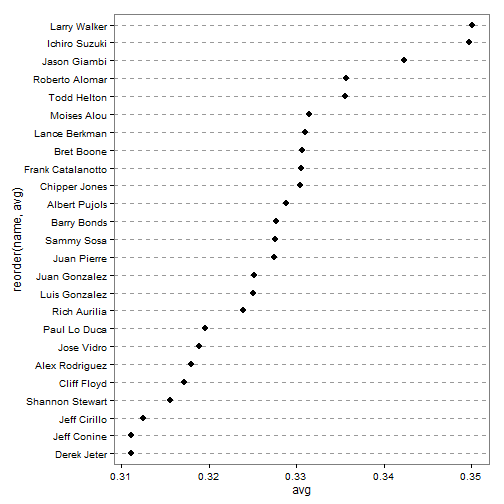 Larry Walker
Ichiro Suzuki
Jason Giambi
Roberto Alomar
Todd Helton
Moises Alou
Lance Berkman
Bret Boone
Frank Catalanotto
Chipper Jones
Albert Pujols
Barry Bonds
Sammy Sosa
Juan Pierre
Juan Gonzalez
Luis Gonzalez
Rich Aurilia
Paul Lo Duca
Jose Vidro
Alex Rodriguez
Cliff Floyd
Shannon Stewart
Jeff Cirillo
Jeff Conine
Derek Jeter
reorder(name, avg)
0.31 0.32 0.33 0.34 0.35
avg